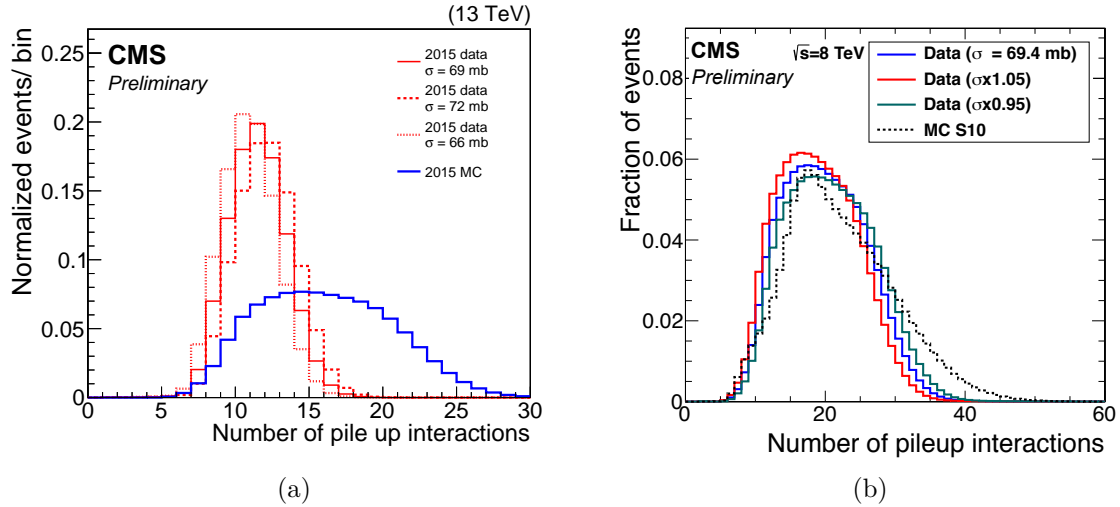 (13 TeV)
CMS
Preliminary
2015 data
σ = 69 mb
2015 data
σ = 72 mb
2015 data
σ = 66 mb
2015 MC
Normalized events/ bin
0.25
0.2
0.15
0.1
0.05
0
0 5 10 15 20 25 30
Number of pile up interactions
(a)
CMS
Preliminary
√s=8 TeV
Data (σ = 69.4 mb)
Data (σx1.05)
Data (σx0.95)
MC S10
Fraction of events
0.08
0.06
0.04
0.02
0.00
0 20 40 60
Number of pileup interactions
(b)